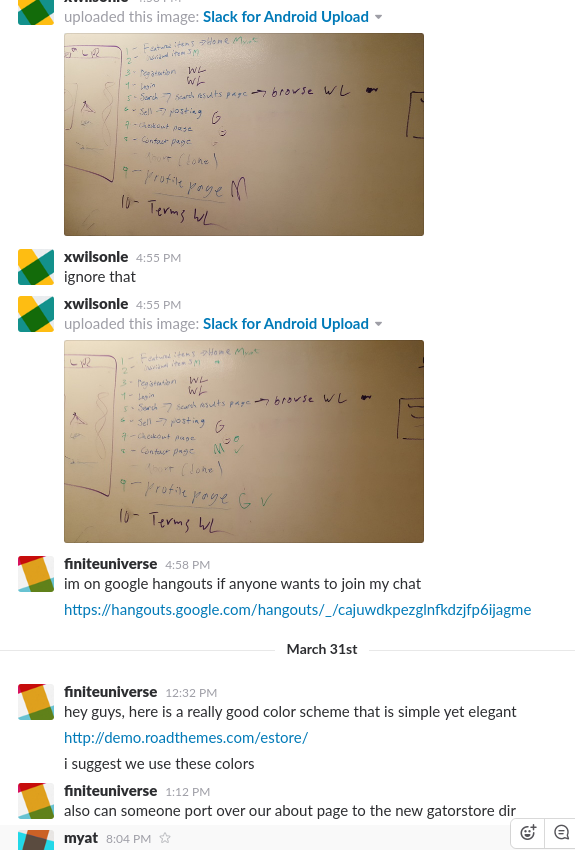 xwilsonle
uploaded this image: Slack for Android Upload
1 - Featured items → Home
2 -
3 - Registration WL
4 - Login WL
5 - Search → search results page → browse WL
6 - Sell → posting G
7 - Checkout page
8 - Contact page
(done)
9 - Profile page M
10 - Terms WL
xwilsonle 4:55 PM
ignore that
xwilsonle 4:55 PM
uploaded this image: Slack for Android Upload
1 - Featured items → Home
2 -
3 - Registration WL
4 - Login WL
5 - Search → search results page → browse WL
6 - Sell → posting G
7 - Checkout page
8 - Contact page M
(done)
9 - Profile page G
10 - Terms WL
finiteuniverse 4:58 PM
im on google hangouts if anyone wants to join my chat
https://hangouts.google.com/hangouts/_/cajuwdkpezglnfkdzjfp6ijagme
March 31st
finiteuniverse 12:32 PM
hey guys, here is a really good color scheme that is simple yet elegant
http://demo.roadthemes.com/estore/
i suggest we use these colors
finiteuniverse 1:12 PM
also can someone port over our about page to the new gatorstore dir
myat 8:04 PM